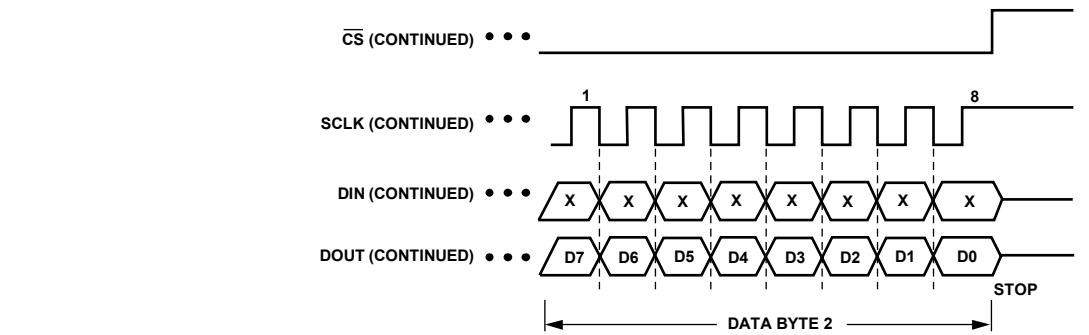 CS (CONTINUED)
1 8
SCLK (CONTINUED)
DIN (CONTINUED) X X X X X X X X
DOUT (CONTINUED) D7 D6 D5 D4 D3 D2 D1 D0
STOP
DATA BYTE 2